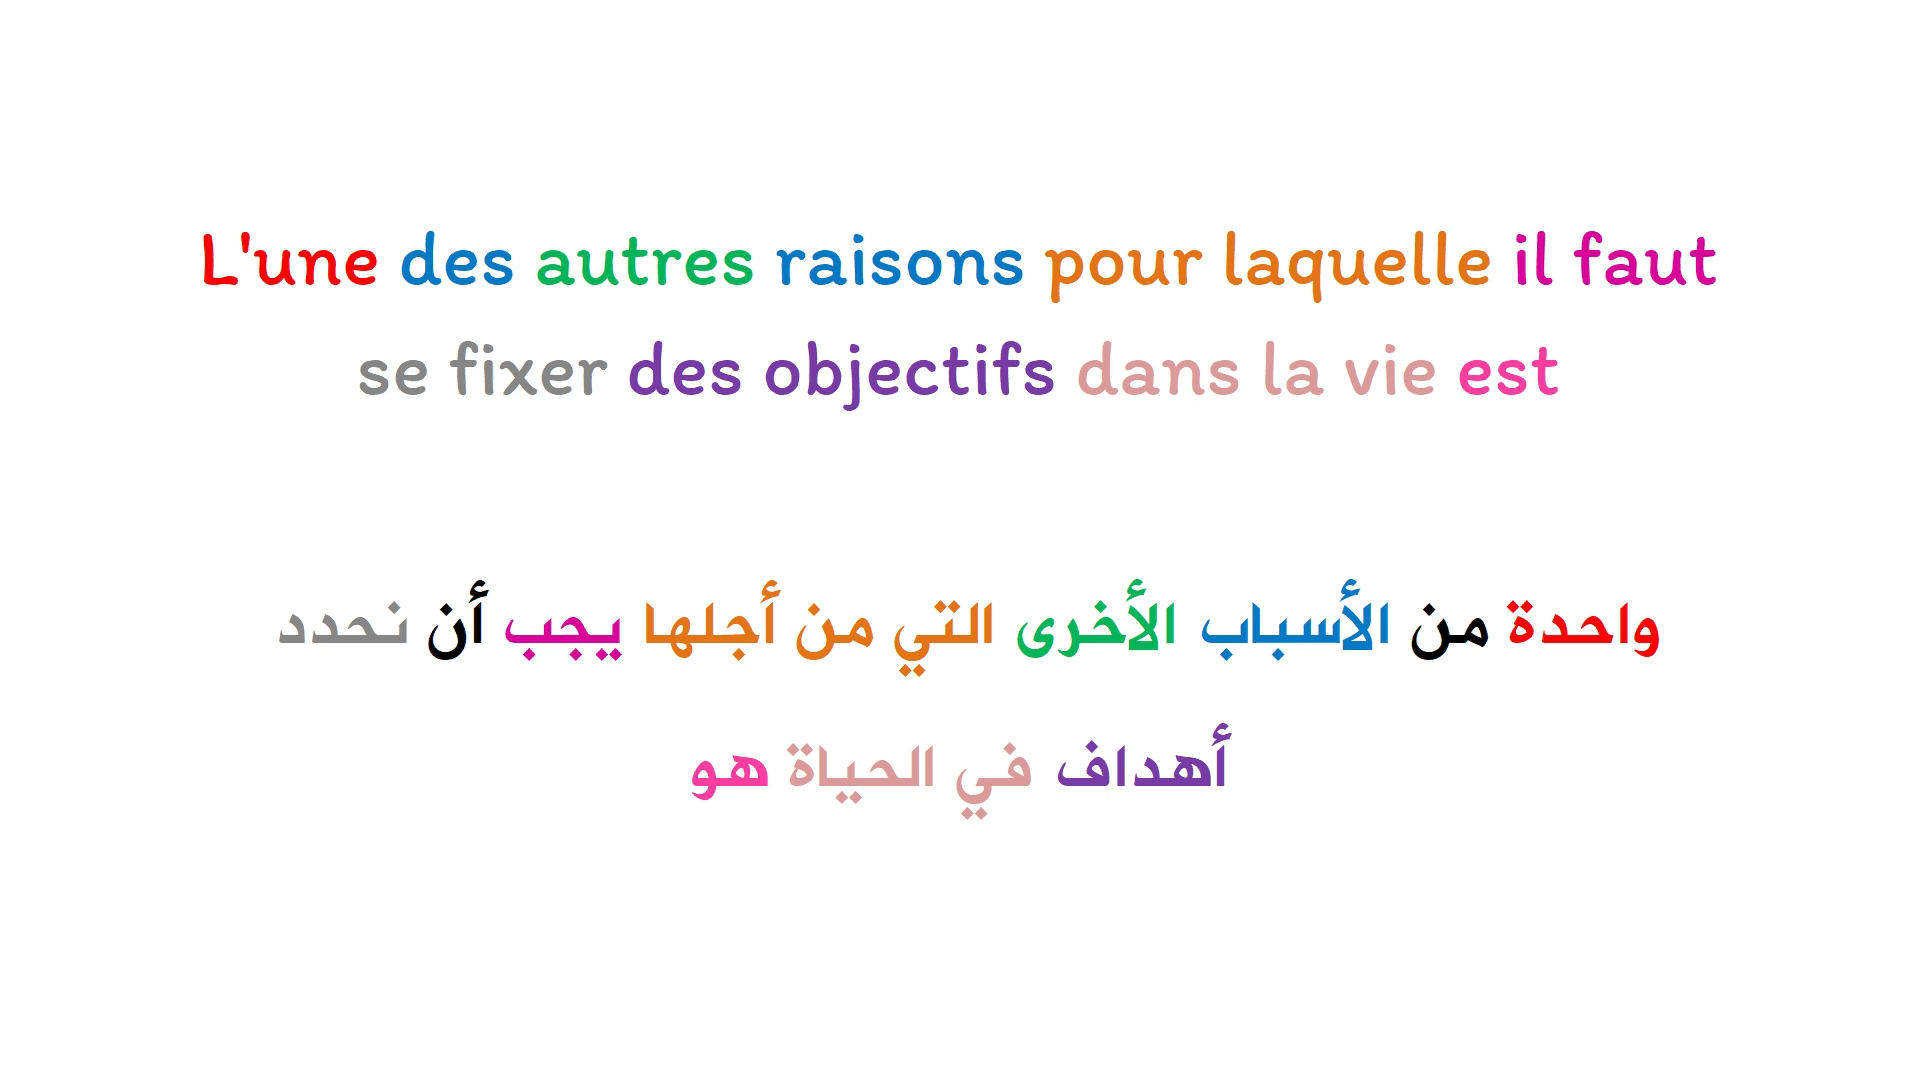 L'une des autres raisons pour laquelle il faut
se fixer des objectifs dans la vie est
واحدة من الأسباب الأخرى التي من أجلها يجب أن نحدد
أهداف في الحياة هو